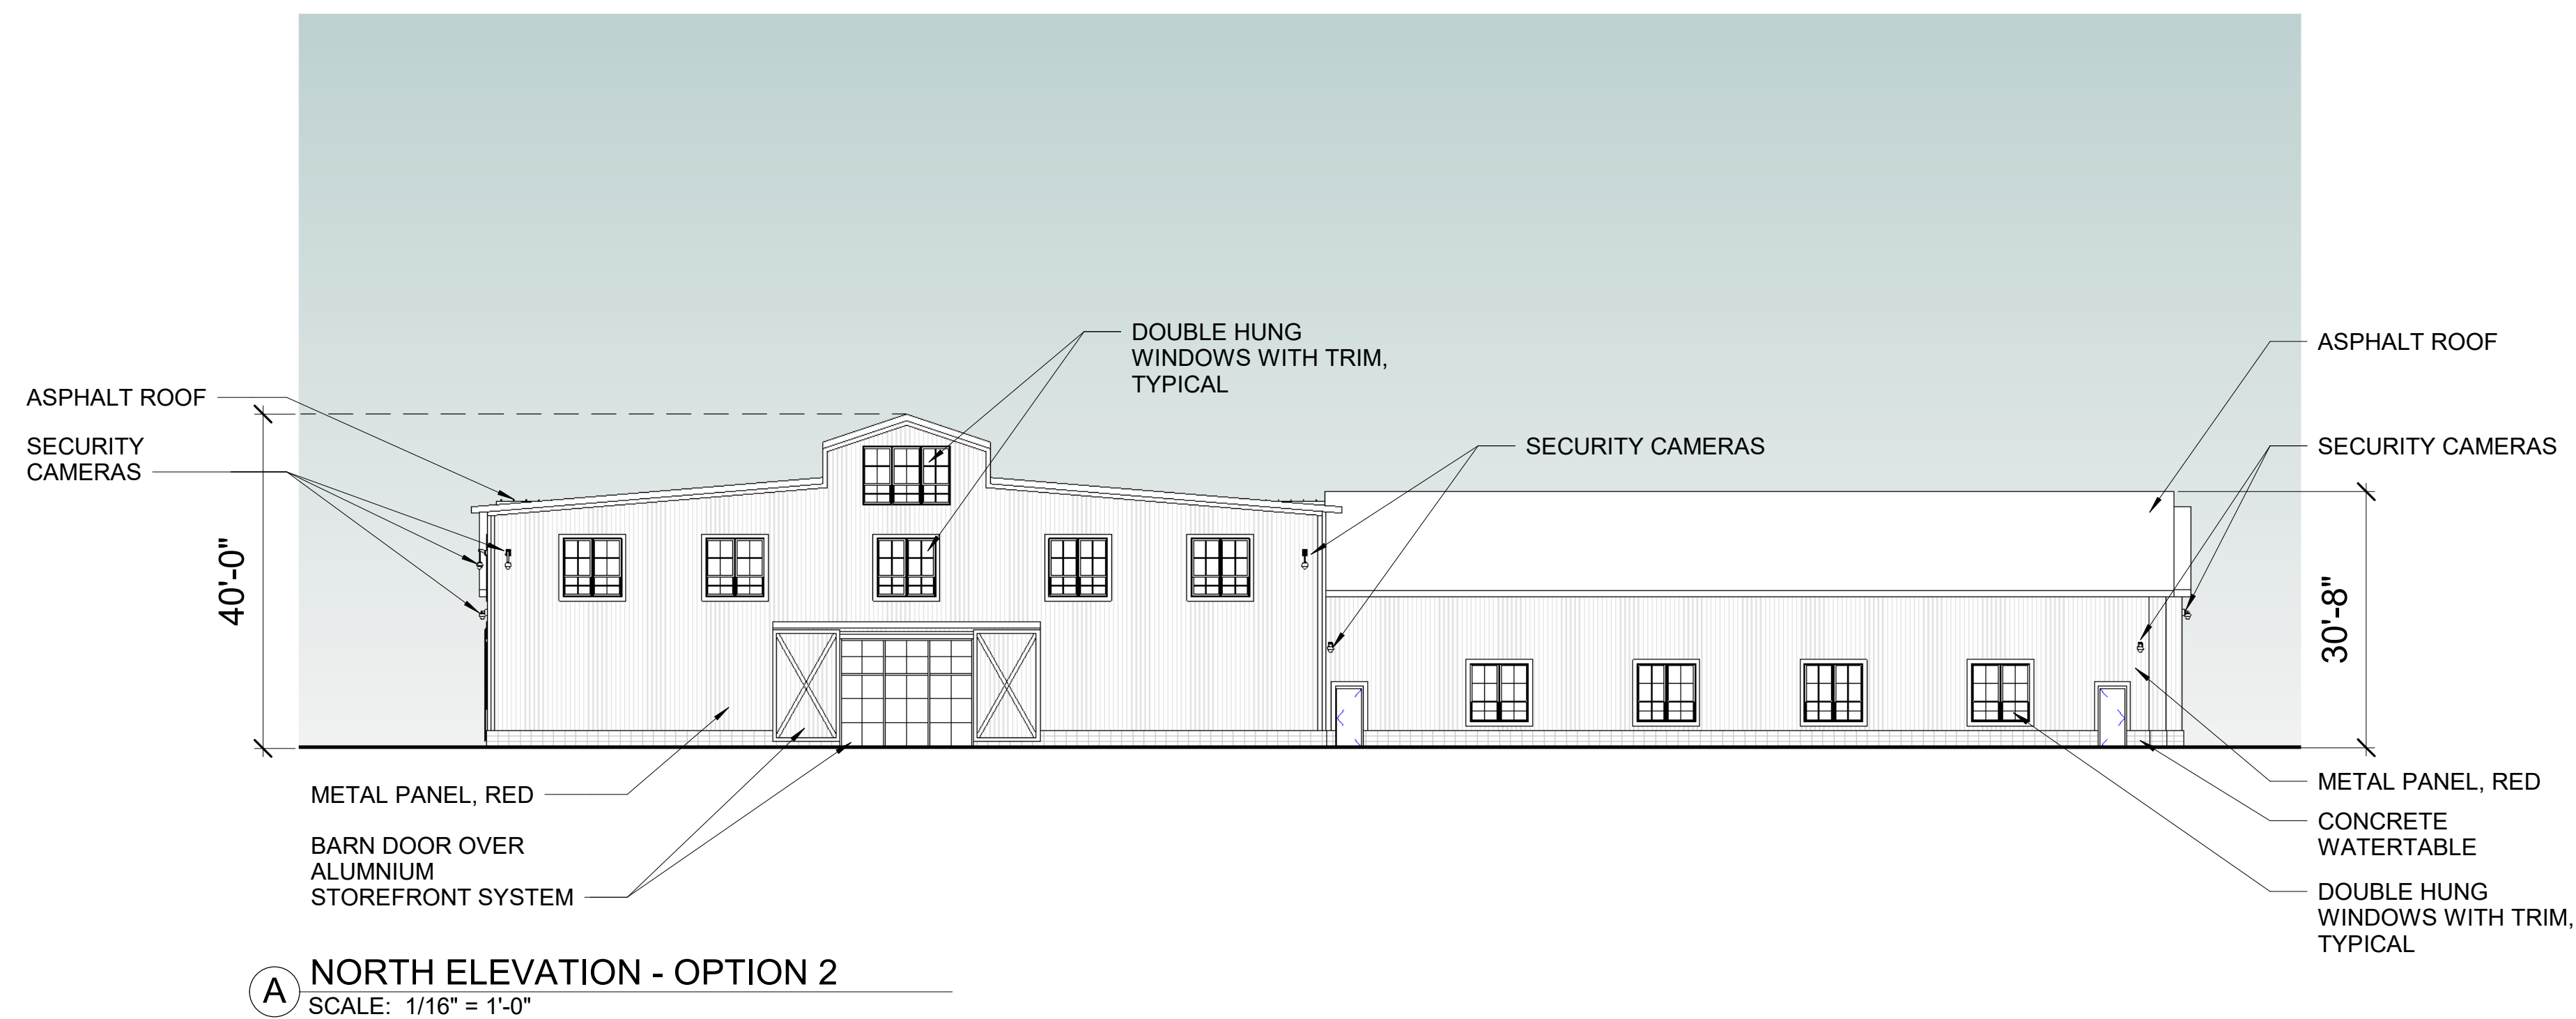 DOUBLE HUNG
WINDOWS WITH TRIM,
TYPICAL
ASPHALT ROOF
ASPHALT ROOF
SECURITY
CAMERAS
SECURITY CAMERAS
SECURITY CAMERAS
40'-0"
30'-8"
METAL PANEL, RED
BARN DOOR OVER
ALUMNIUM
STOREFRONT SYSTEM
METAL PANEL, RED
CONCRETE
WATERTABLE
DOUBLE HUNG
WINDOWS WITH TRIM,
TYPICAL
A
NORTH ELEVATION - OPTION 2
SCALE: 1/16" = 1'-0"